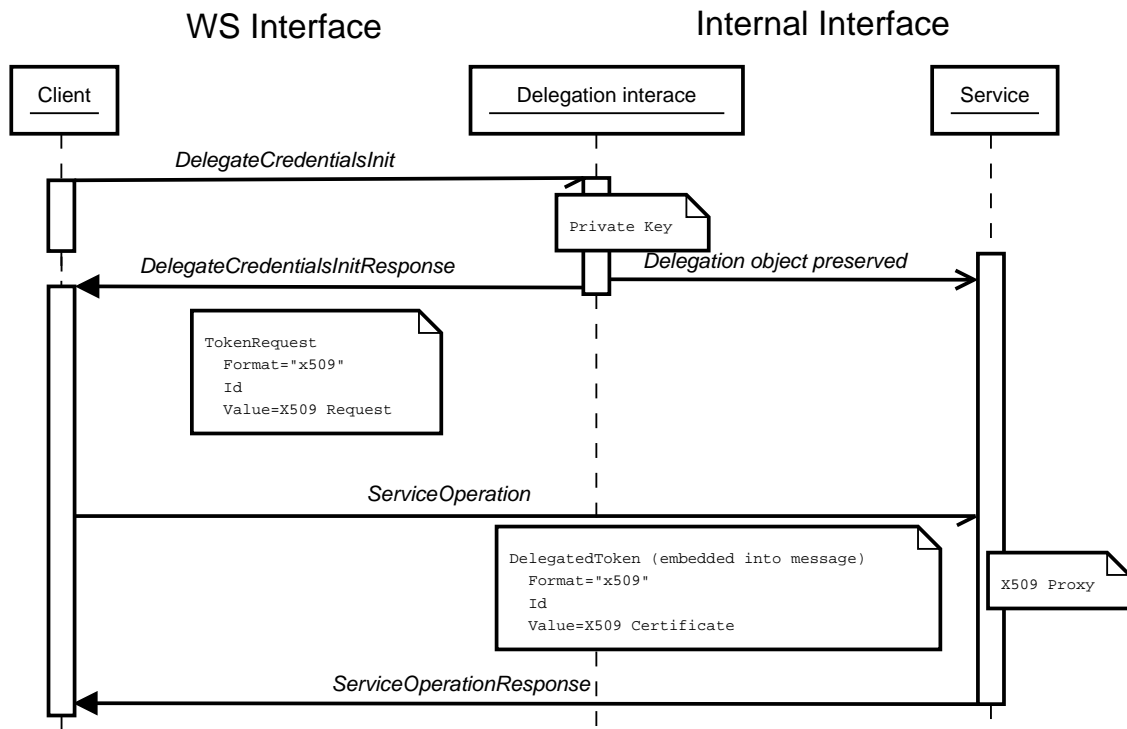 WS Interface
Internal Interface
Client
Delegation interace
Service
DelegateCredentialsInit
Private Key
DelegateCredentialsInitResponse
Delegation object preserved
TokenRequest
Format="x509"
Id
Value=X509 Request
ServiceOperation
DelegatedToken (embedded into message)
Format="x509"
Id
Value=X509 Certificate
X509 Proxy
ServiceOperationResponse